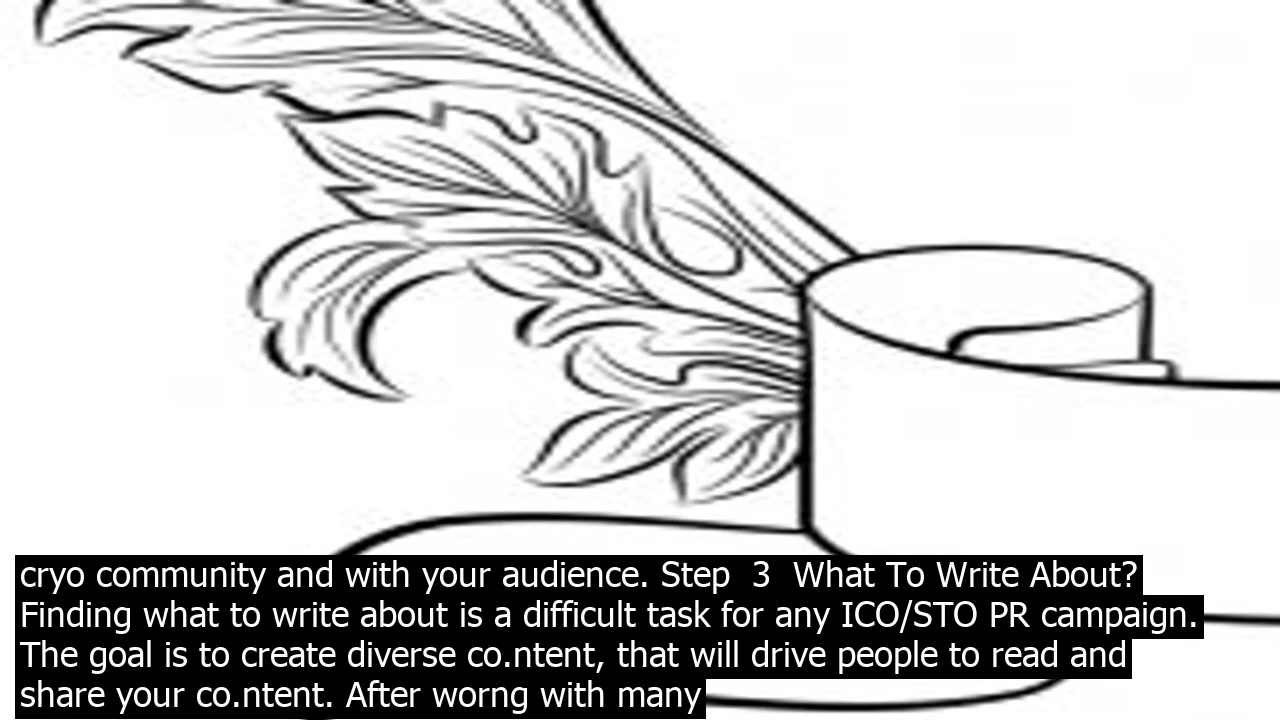 cryo community and with your audience. Step  3  What To Write About?
Finding what to write about is a difficult task for any ICO/STO PR campaign.
The goal is to create diverse co.ntent, that will drive people to read and
share your co.ntent. After worng with many